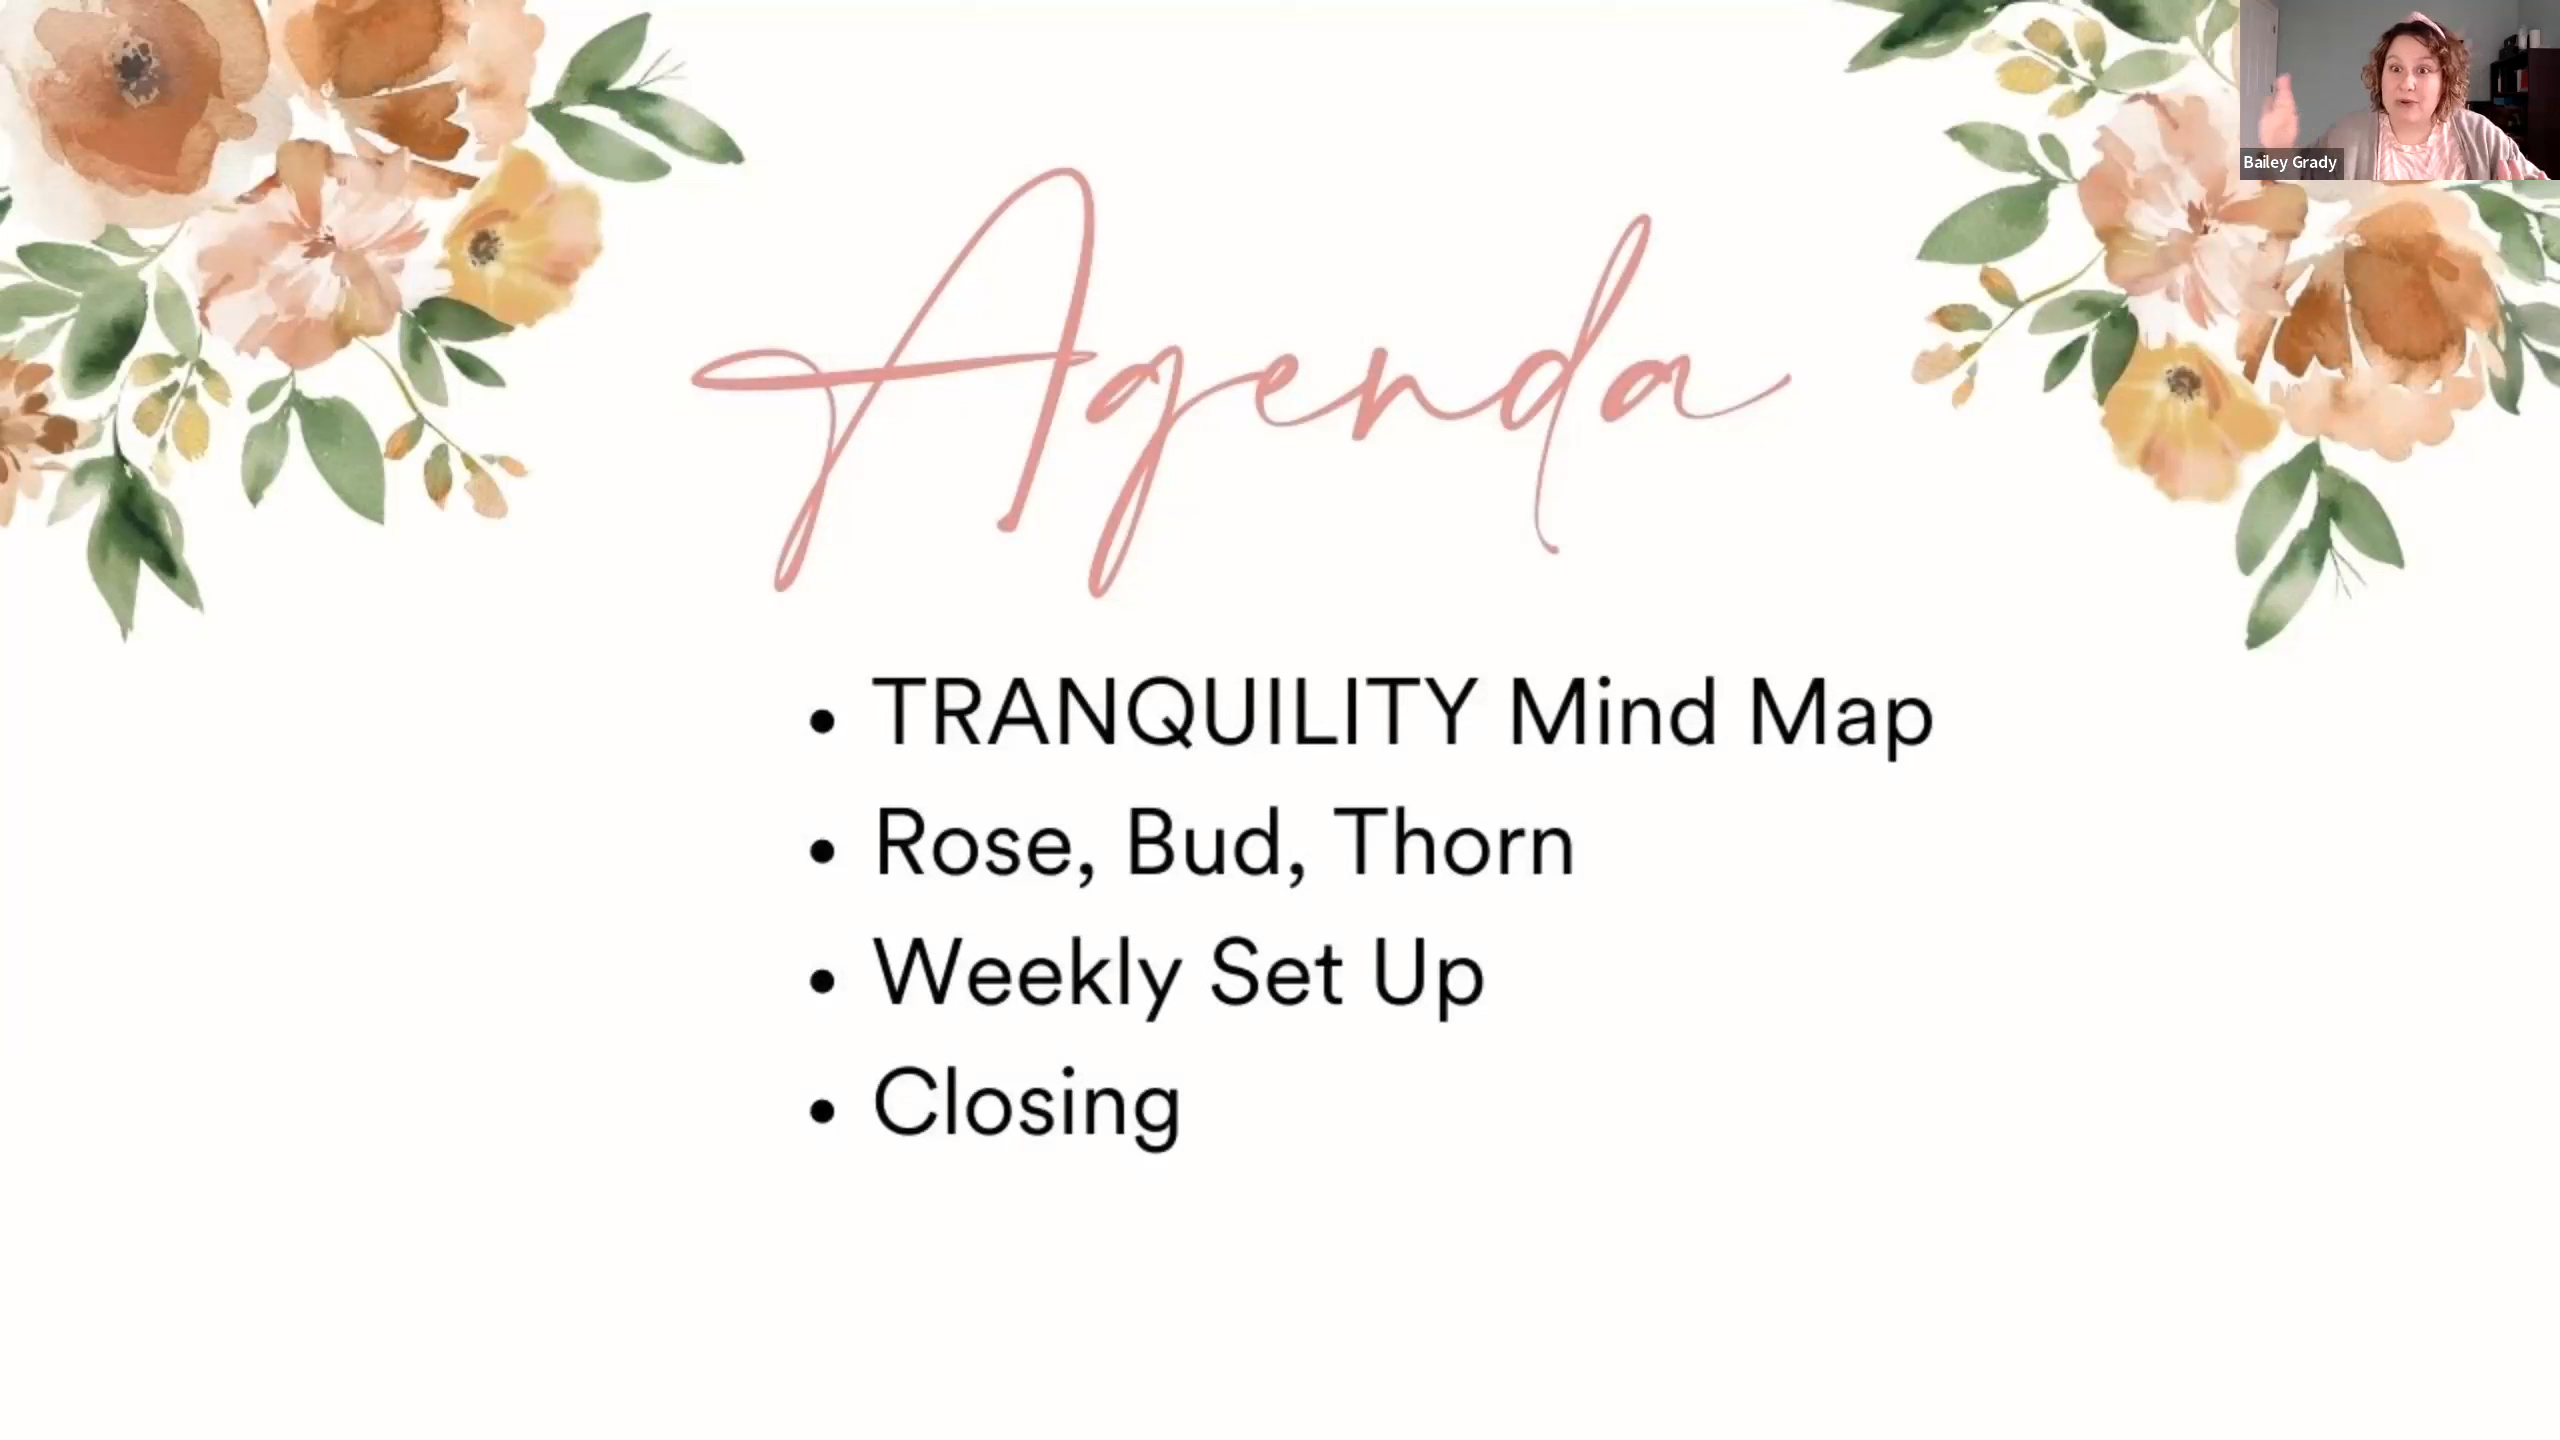 Bailey Grady
Agenda
• TRANQUILITY Mind Map
• Rose, Bud, Thorn
• Weekly Set Up
• Closing